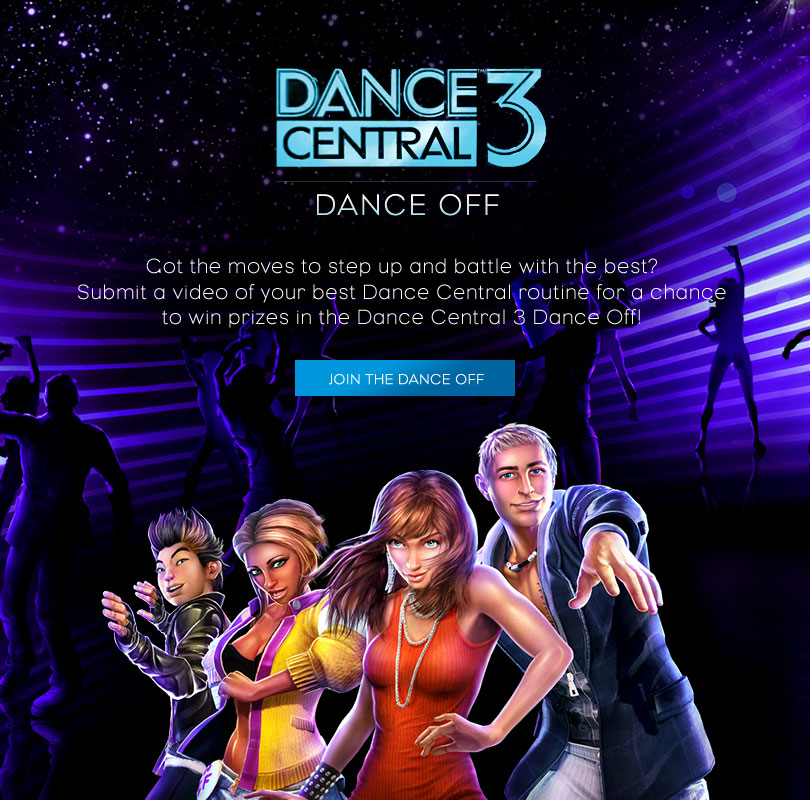 DANCE 3
CENTRAL
DANCE OFF
Got the moves to step up and battle with the best?
Submit a video of your best Dance Central routine for a chance
to win prizes in the Dance Central 3 Dance Off!
JOIN THE DANCE OFF